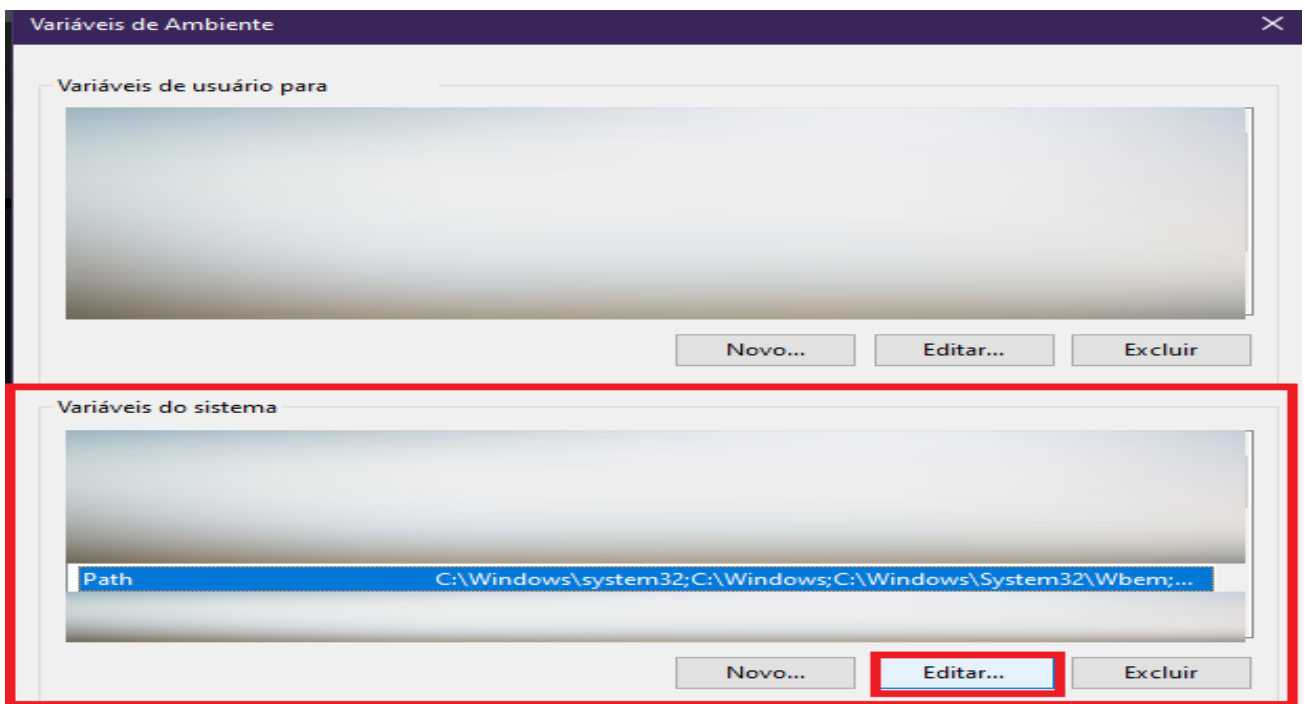 Variáveis de Ambiente
Variáveis de usuário para
Novo... Editar... Excluir
Variáveis do sistema
Path C:\Windows\system32;C:\Windows;C:\Windows\System32\Wbem;...
Novo... Editar... Excluir